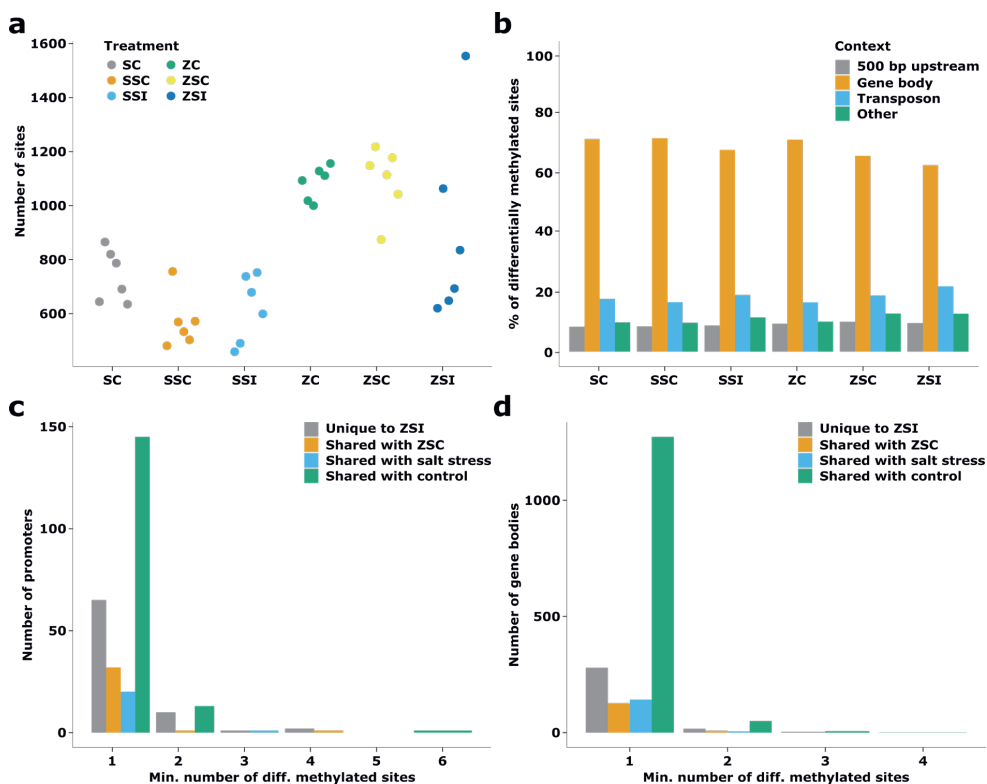 a
Treatment
SC
ZC
SSC
ZSC
SSI
ZSI
Number of sites
1600
1400
1200
1000
800
600
SC SSC SSI ZC ZSC ZSI
b
Context
500 bp upstream
Gene body
Transposon
Other
% of differentially methylated sites
100
80
60
40
20
0
SC SSC SSI ZC ZSC ZSI
c
Unique to ZSI
Shared with ZSC
Shared with salt stress
Shared with control
Number of promoters
150
100
50
0
1 2 3 4 5 6
Min. number of diff. methylated sites
d
Unique to ZSI
Shared with ZSC
Shared with salt stress
Shared with control
Number of gene bodies
1000
500
0
1 2 3 4
Min. number of diff. methylated sites